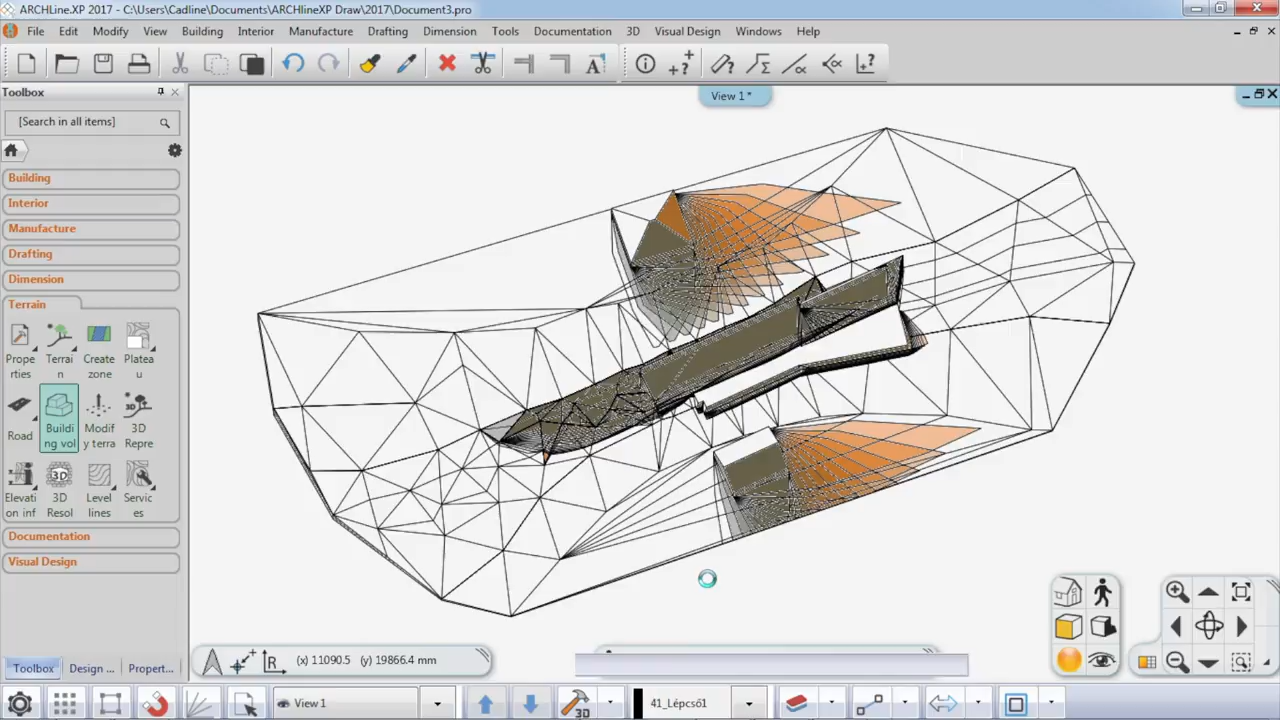 ARCHLine.XP 2017 - C:\Users\Cadline\Documents\ARCHlineXP Draw\2017\Document3.pro
File Edit Modify View Building Interior Manufacture Drafting Dimension Tools Documentation 3D Visual Design Windows Help
Toolbox
View 1 *
[Search in all items]
Building
Interior
Manufacture
Drafting
Dimension
Terrain
Prope Terrai Create Platea
rties n zone u
Road Buildi Modif 3D
ng vol y terra Repre
Elevati 3D Level Servic
on inf Resol lines es
Documentation
Visual Design
(x) 11090.5 (y) 19866.4 mm
Toolbox Design ... Propert...
View 1
3D
41_Lépcső1